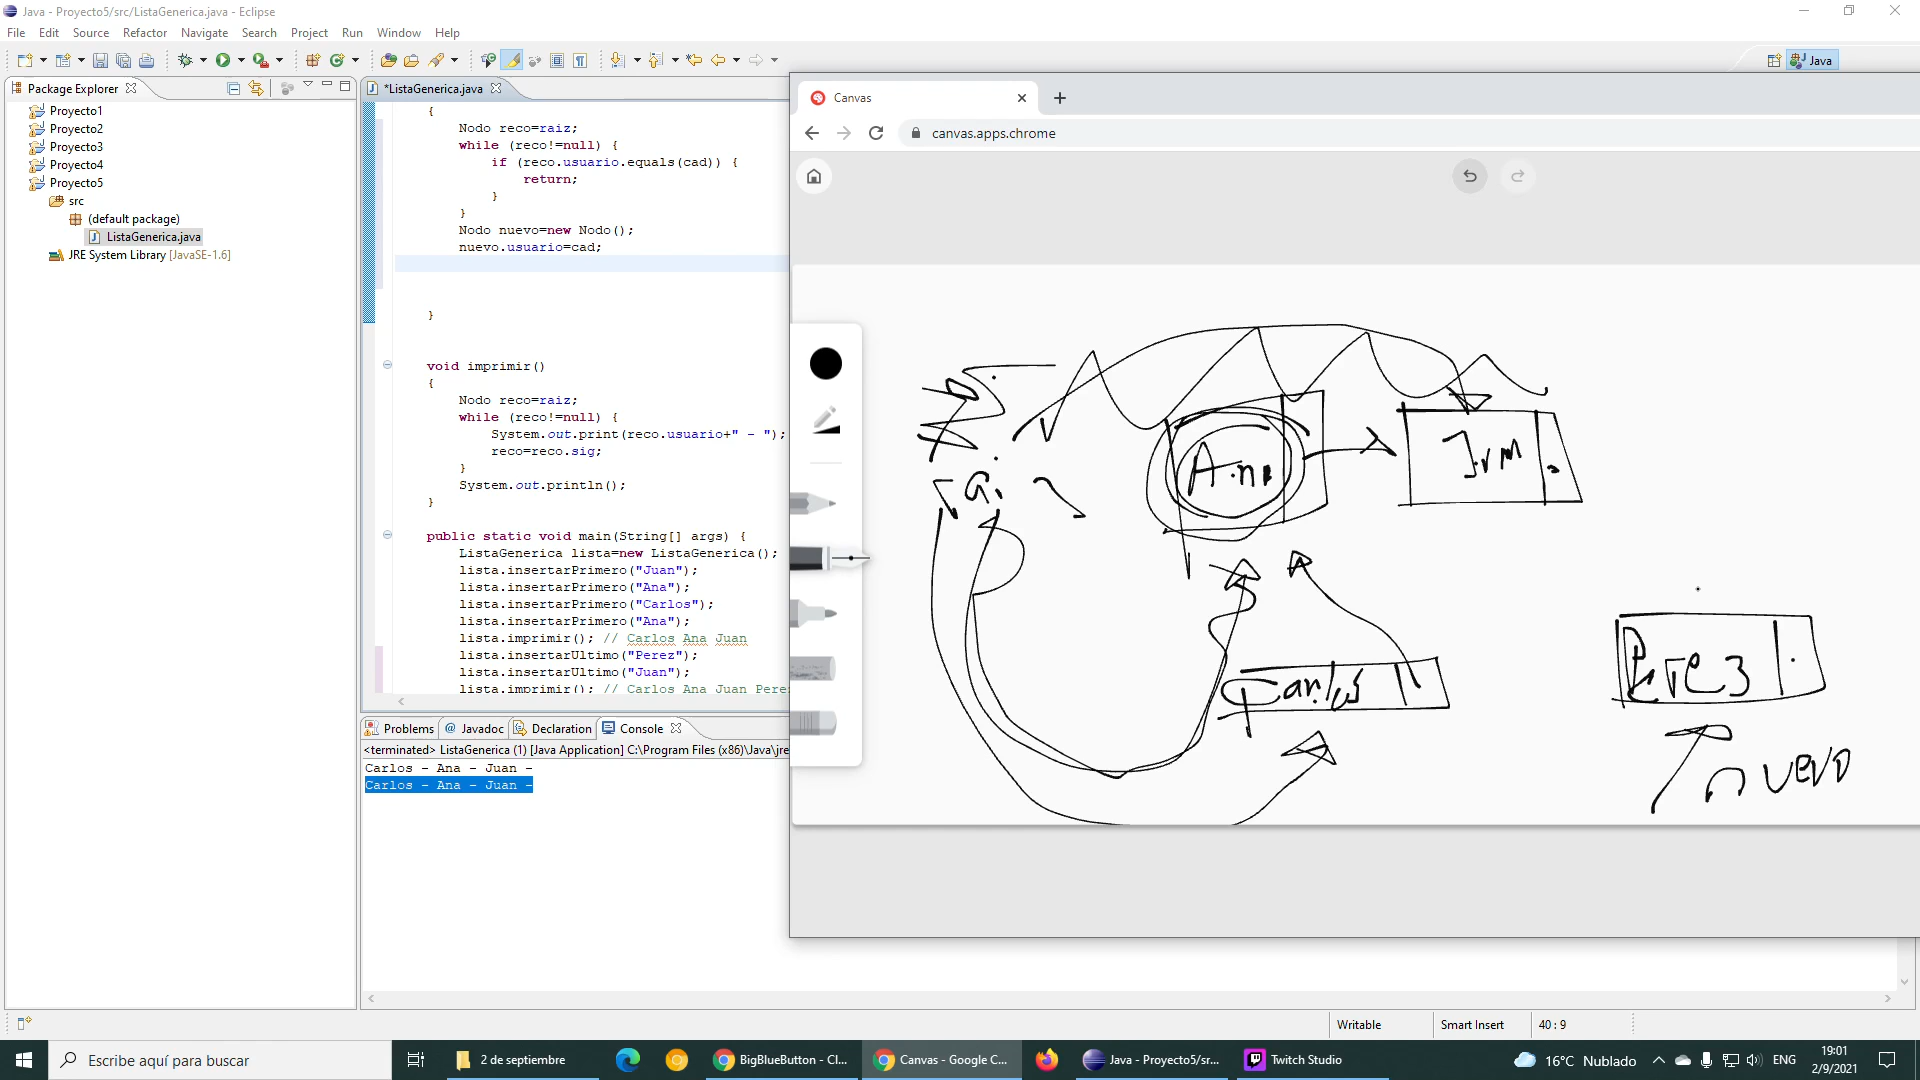 Java - Proyecto5/src/ListaGenerica.java - Eclipse
File Edit Source Refactor Navigate Search Project Run Window Help
Java
Package Explorer
Proyecto1
Proyecto2
Proyecto3
Proyecto4
Proyecto5
src
(default package)
ListaGenerica.java
JRE System Library [JavaSE-1.6]
*ListaGenerica.java
{
Nodo reco=raiz;
while (reco!=null) {
if (reco.usuario.equals(cad)) {
return;
}
}
Nodo nuevo=new Nodo();
nuevo.usuario=cad;
}
void imprimir()
{
Nodo reco=raiz;
while (reco!=null) {
System.out.print(reco.usuario+" - ");
reco=reco.sig;
}
System.out.println();
}
public static void main(String[] args) {
ListaGenerica lista=new ListaGenerica();
lista.insertarPrimero("Juan");
lista.insertarPrimero("Ana");
lista.insertarPrimero("Carlos");
lista.insertarPrimero("Ana");
lista.imprimir(); // Carlos Ana Juan
lista.insertarUltimo("Perez");
lista.insertarUltimo("Juan");
lista.imprimir(); // Carlos Ana Juan Pere
Problems Javadoc Declaration Console
<terminated> ListaGenerica (1) [Java Application] C:\Program Files (x86)\Java\jre
Carlos - Ana - Juan -
Carlos - Ana - Juan -
Canvas
canvas.apps.chrome
Ana
Carlos
Perez
nuevo
Writable Smart Insert 40 : 9
Escribe aquí para buscar
2 de septiembre
BigBlueButton - Cl...
Canvas - Google C...
Java - Proyecto5/sr...
Twitch Studio
16°C Nublado
ENG
19:01
2/9/2021